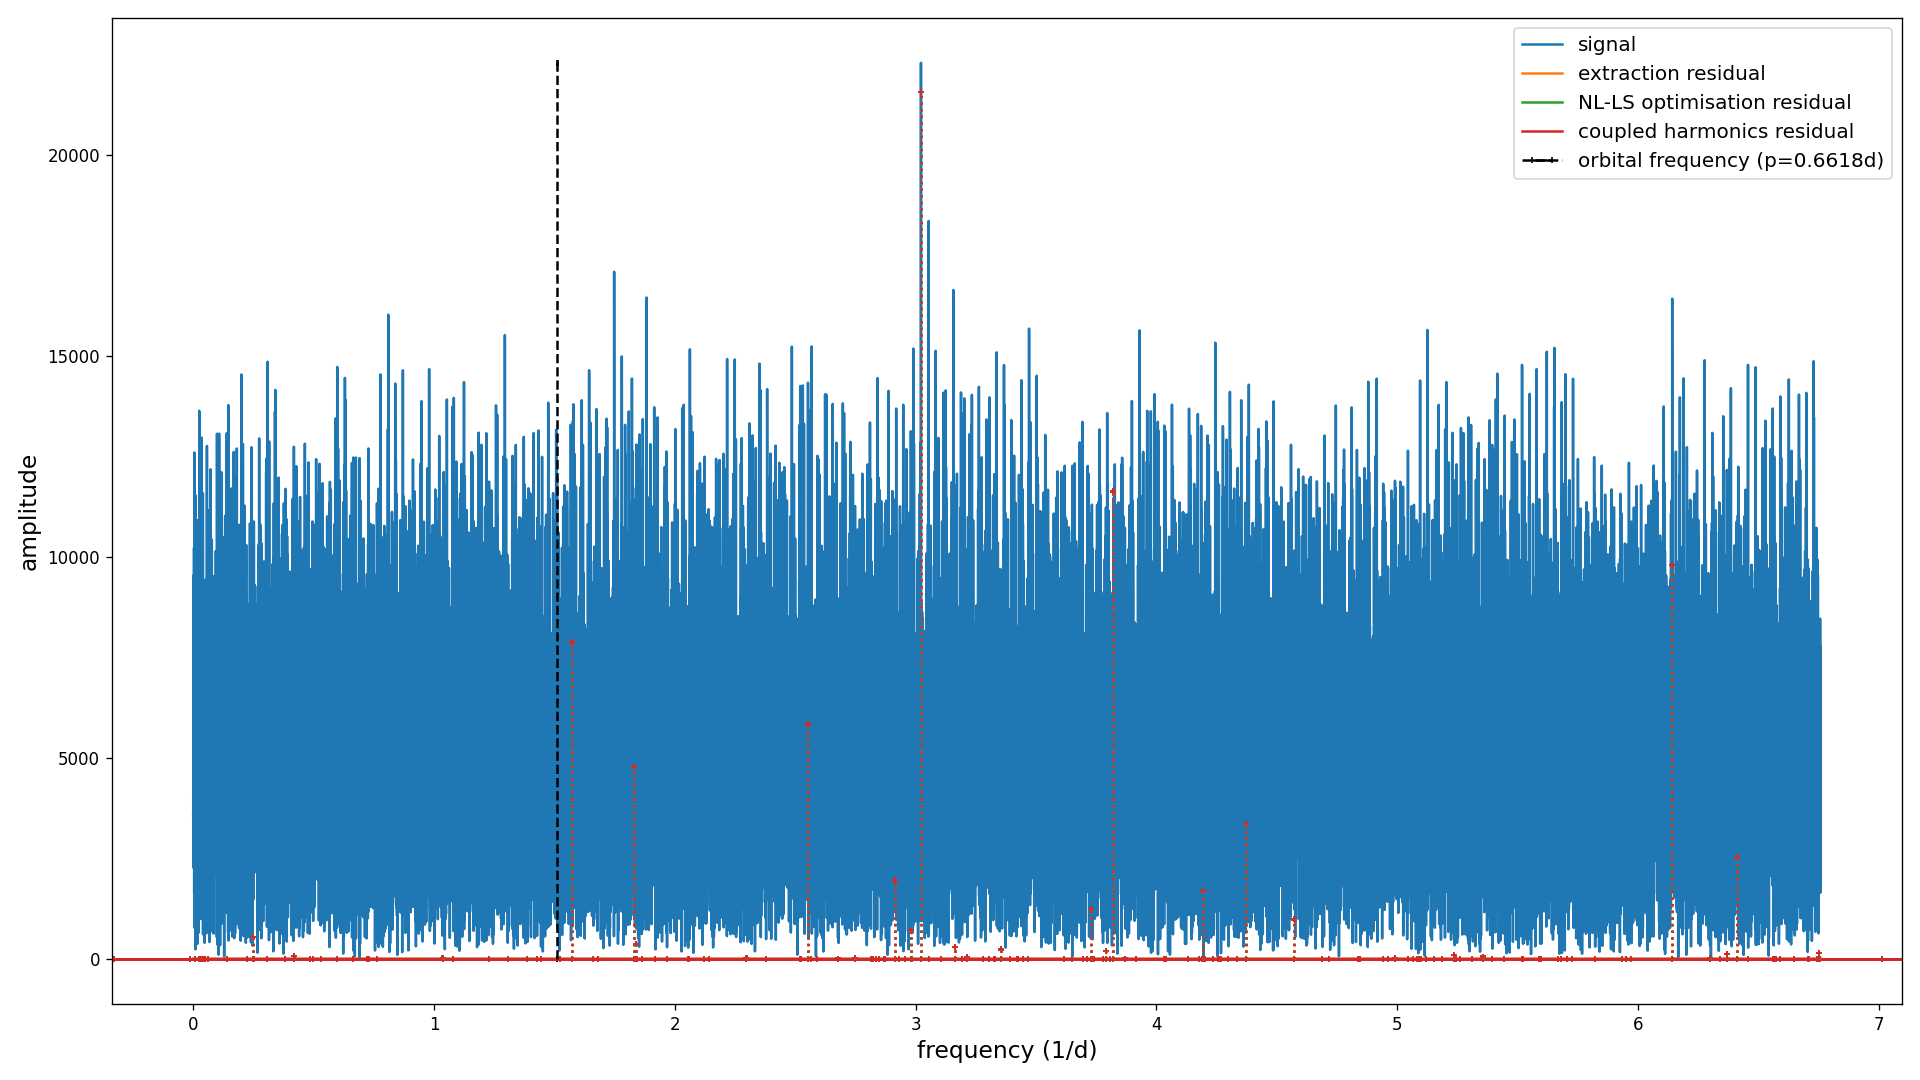 signal
extraction residual
NL-LS optimisation residual
coupled harmonics residual
orbital frequency (p=0.6618d)
amplitude
20000
15000
10000
5000
0
0 1 2 3 4 5 6 7
frequency (1/d)